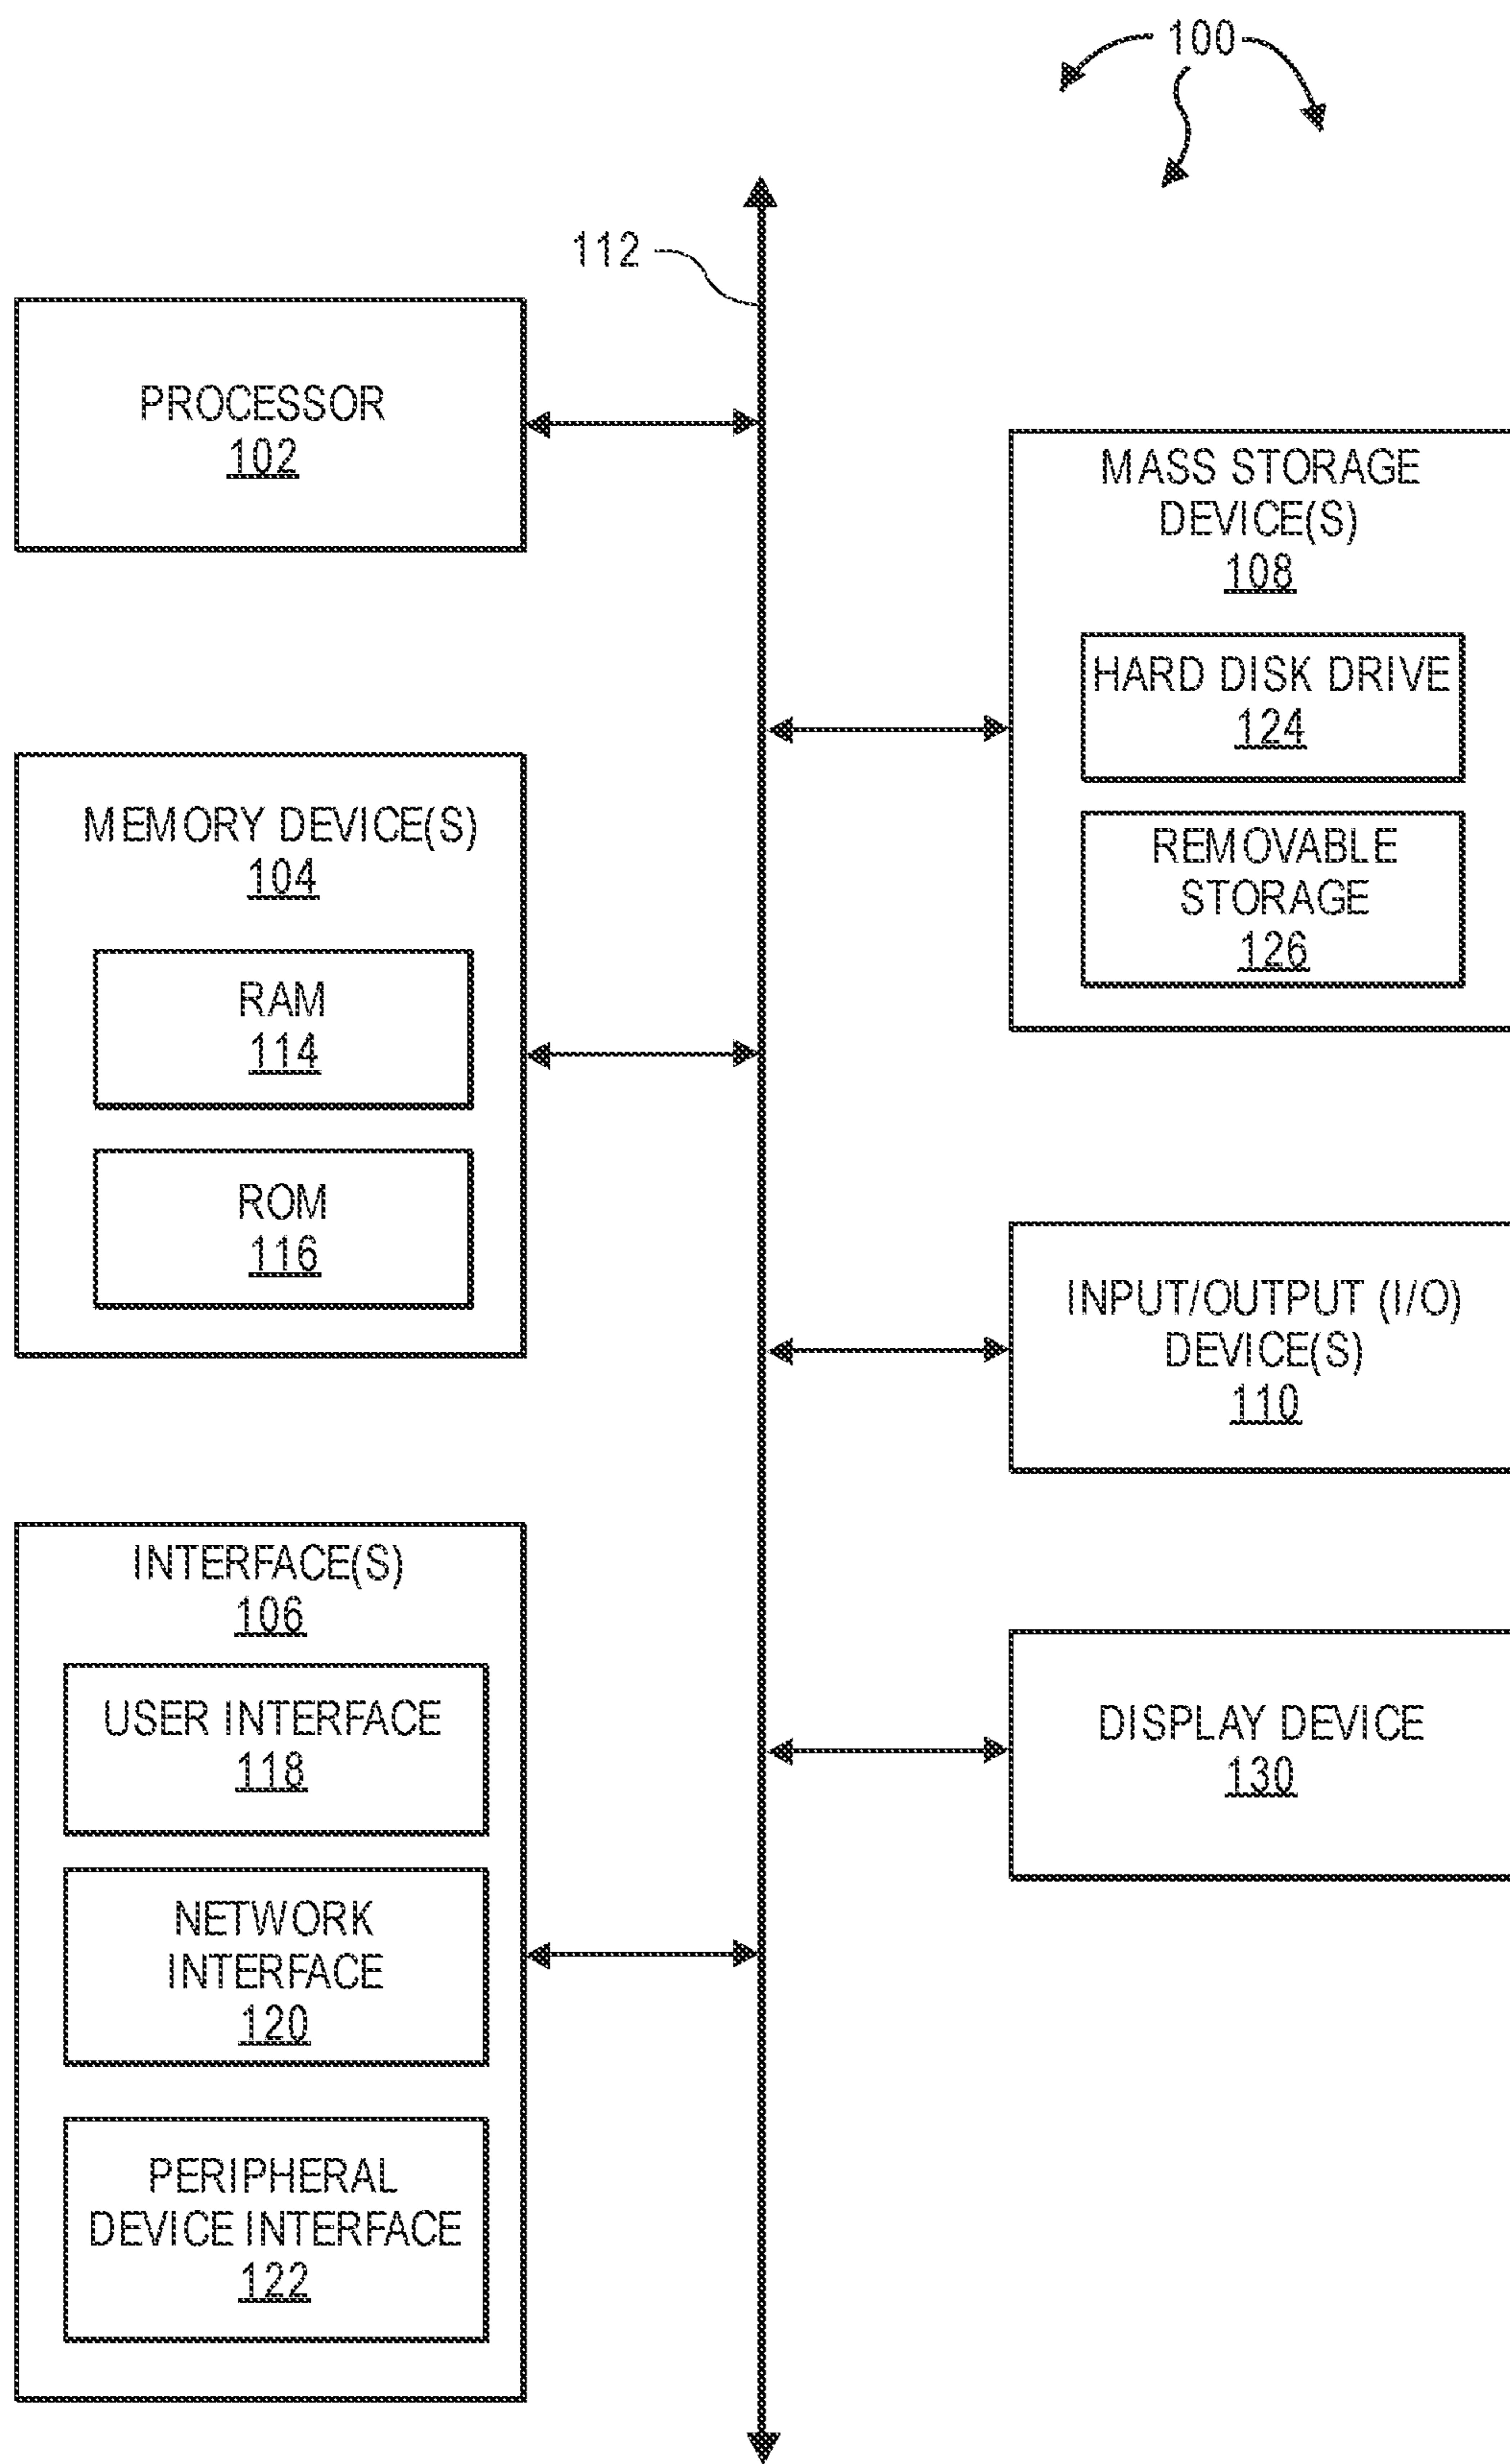 100
112
PROCESSOR
102
MEMORY DEVICE(S)
104
RAM
114
ROM
116
INTERFACE(S)
106
USER INTERFACE
118
NETWORK
INTERFACE
120
PERIPHERAL
DEVICE INTERFACE
122
MASS STORAGE
DEVICE(S)
108
HARD DISK DRIVE
124
REMOVABLE
STORAGE
126
INPUT/OUTPUT (I/O)
DEVICE(S)
110
DISPLAY DEVICE
130